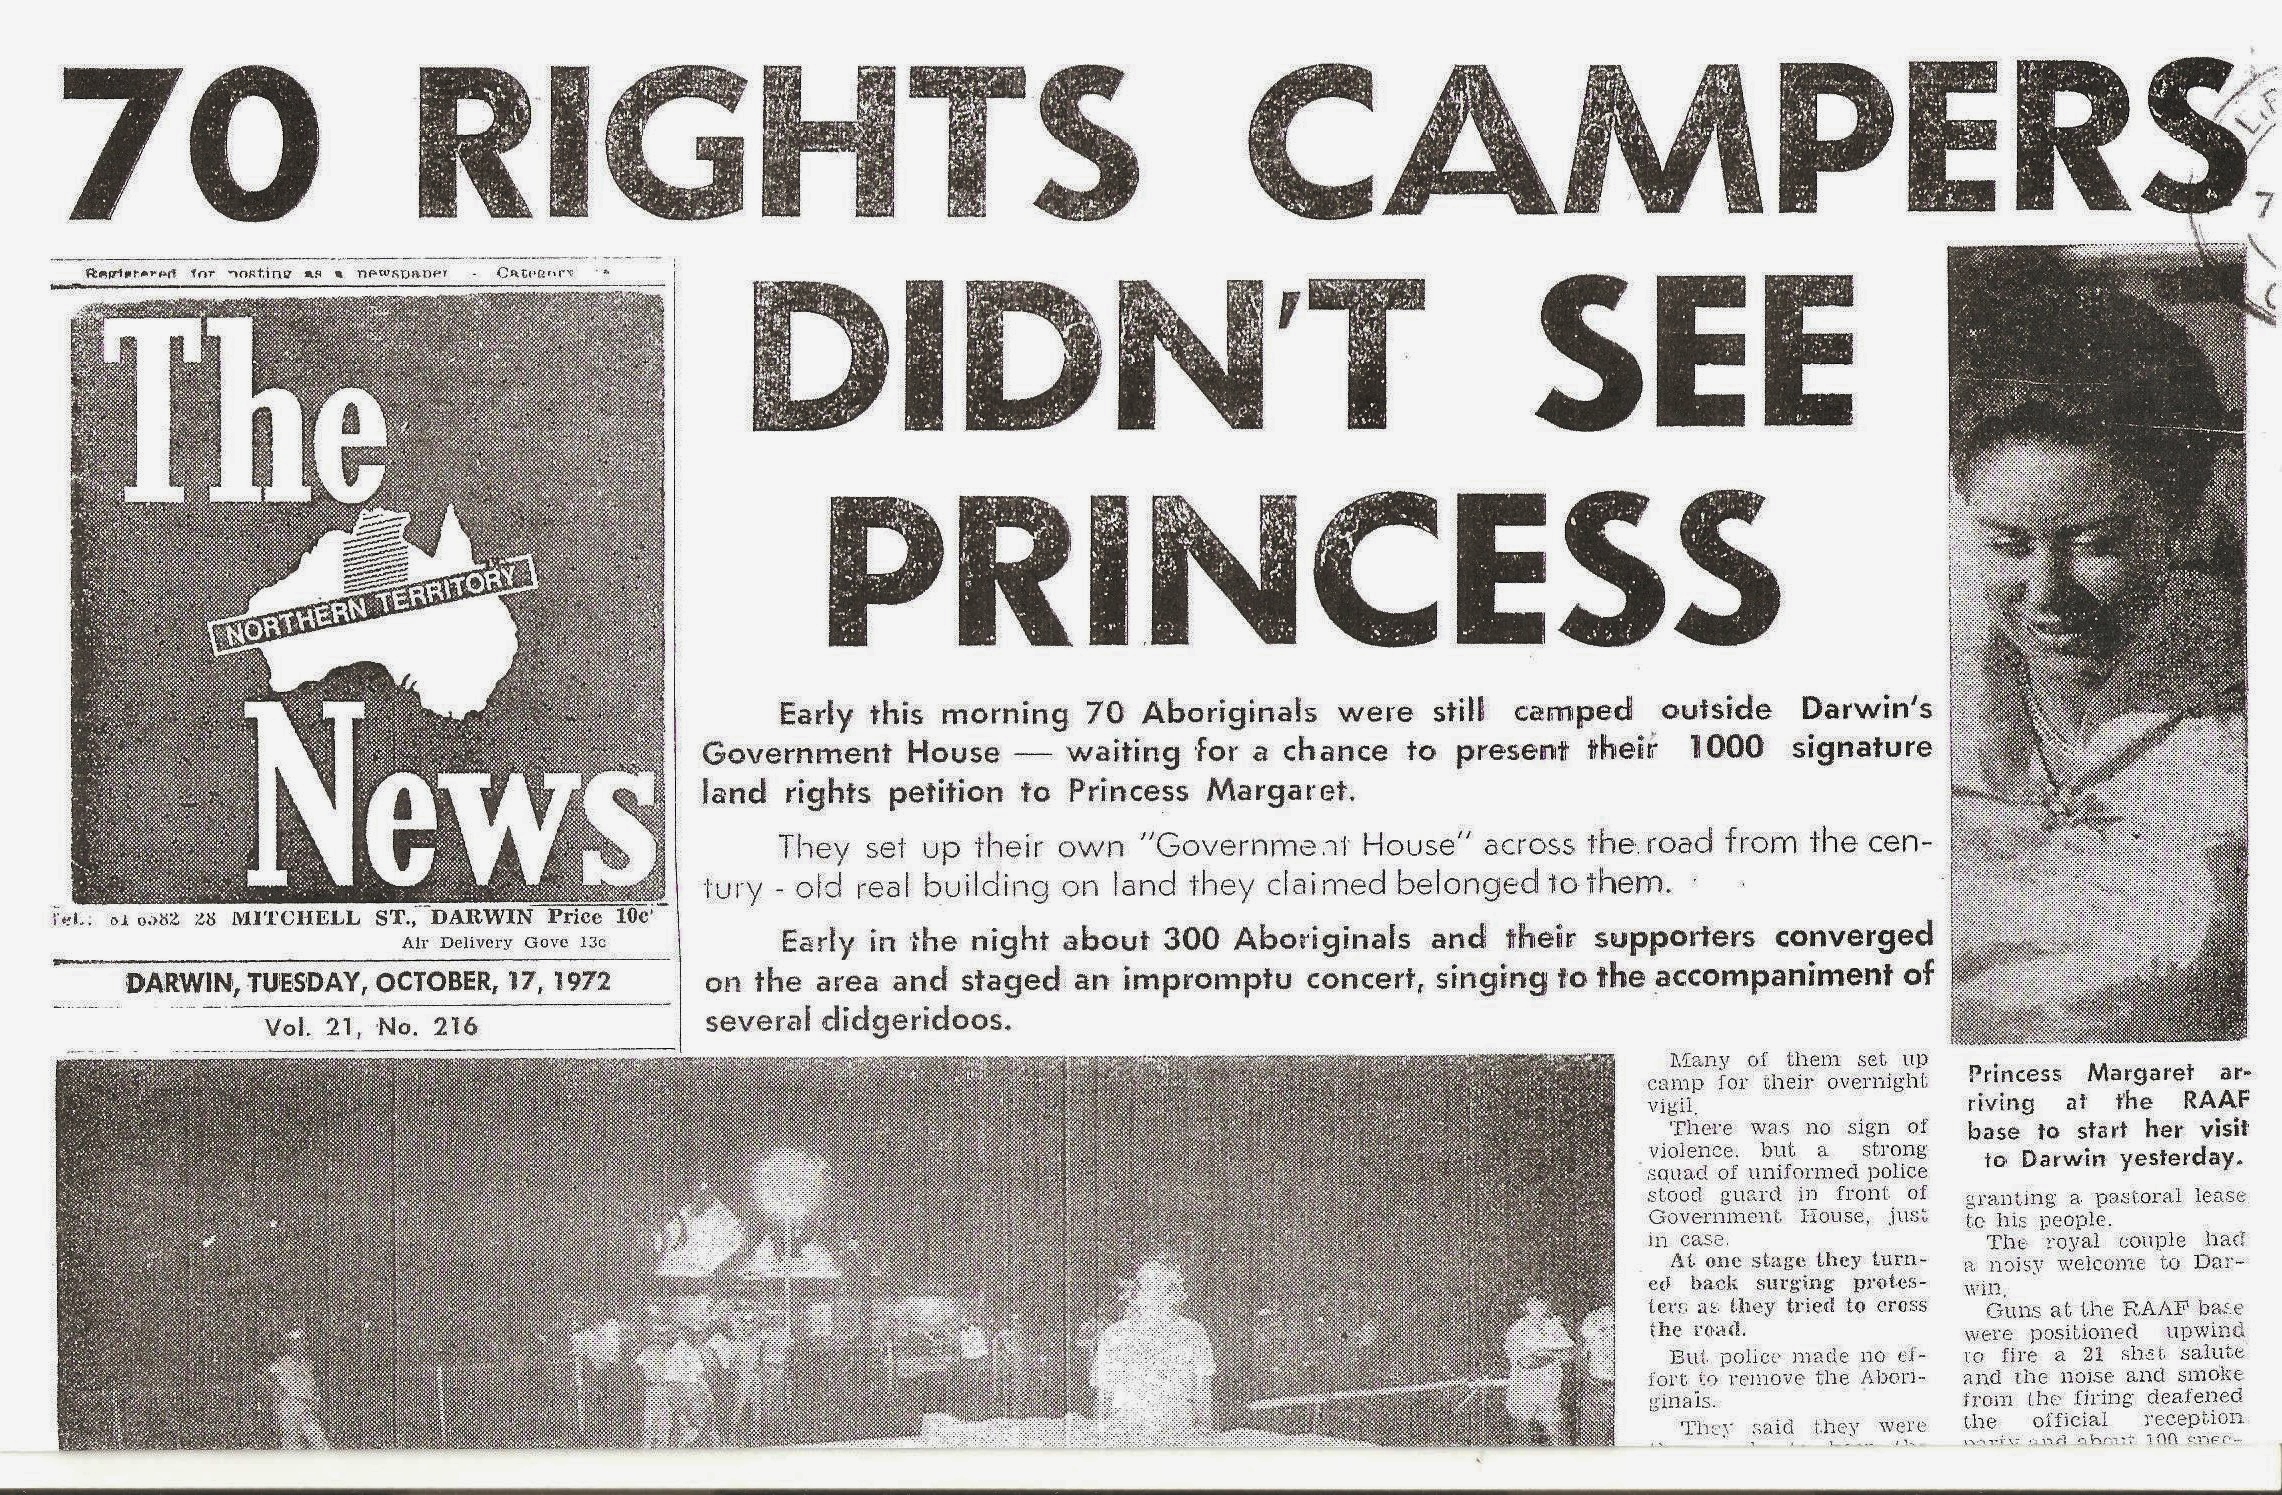 70 RIGHTS CAMPERS
DIDN'T SEE
PRINCESS
Registered for posting as a newspaper - Category
The
NORTHERN TERRITORY
News
28 MITCHELL ST., DARWIN Price 10c
Air Delivery Gove 13c
DARWIN, TUESDAY, OCTOBER, 17, 1972
Vol. 21, No. 216
Early this morning 70 Aboriginals were still camped outside Darwin's
Government House — waiting for a chance to present their 1000 signature
land rights petition to Princess Margaret.
They set up their own "Government House" across the road from the cen-
tury - old real building on land they claimed belonged to them.
Early in the night about 300 Aboriginals and their supporters converged
on the area and staged an impromptu concert, singing to the accompaniment of
several didgeridoos.
Many of them set up
camp for their overnight
vigil.
There was no sign of
violence, but a strong
squad of uniformed police
stood guard in front of
Government House, just
in case.
At one stage they turn-
ed back surging protes-
ters as they tried to cross
the road.
But police made no ef-
fort to remove the Abori-
ginals.
They said they were
Princess Margaret ar-
riving at the RAAF
base to start her visit
to Darwin yesterday.
granting a pastoral lease
to his people.
The royal couple had
a noisy welcome to Dar-
win.
Guns at the RAAF base
were positioned upwind
to fire a 21 shot salute
and the noise and smoke
from the firing deafened
the official reception
party and about 100 spec-